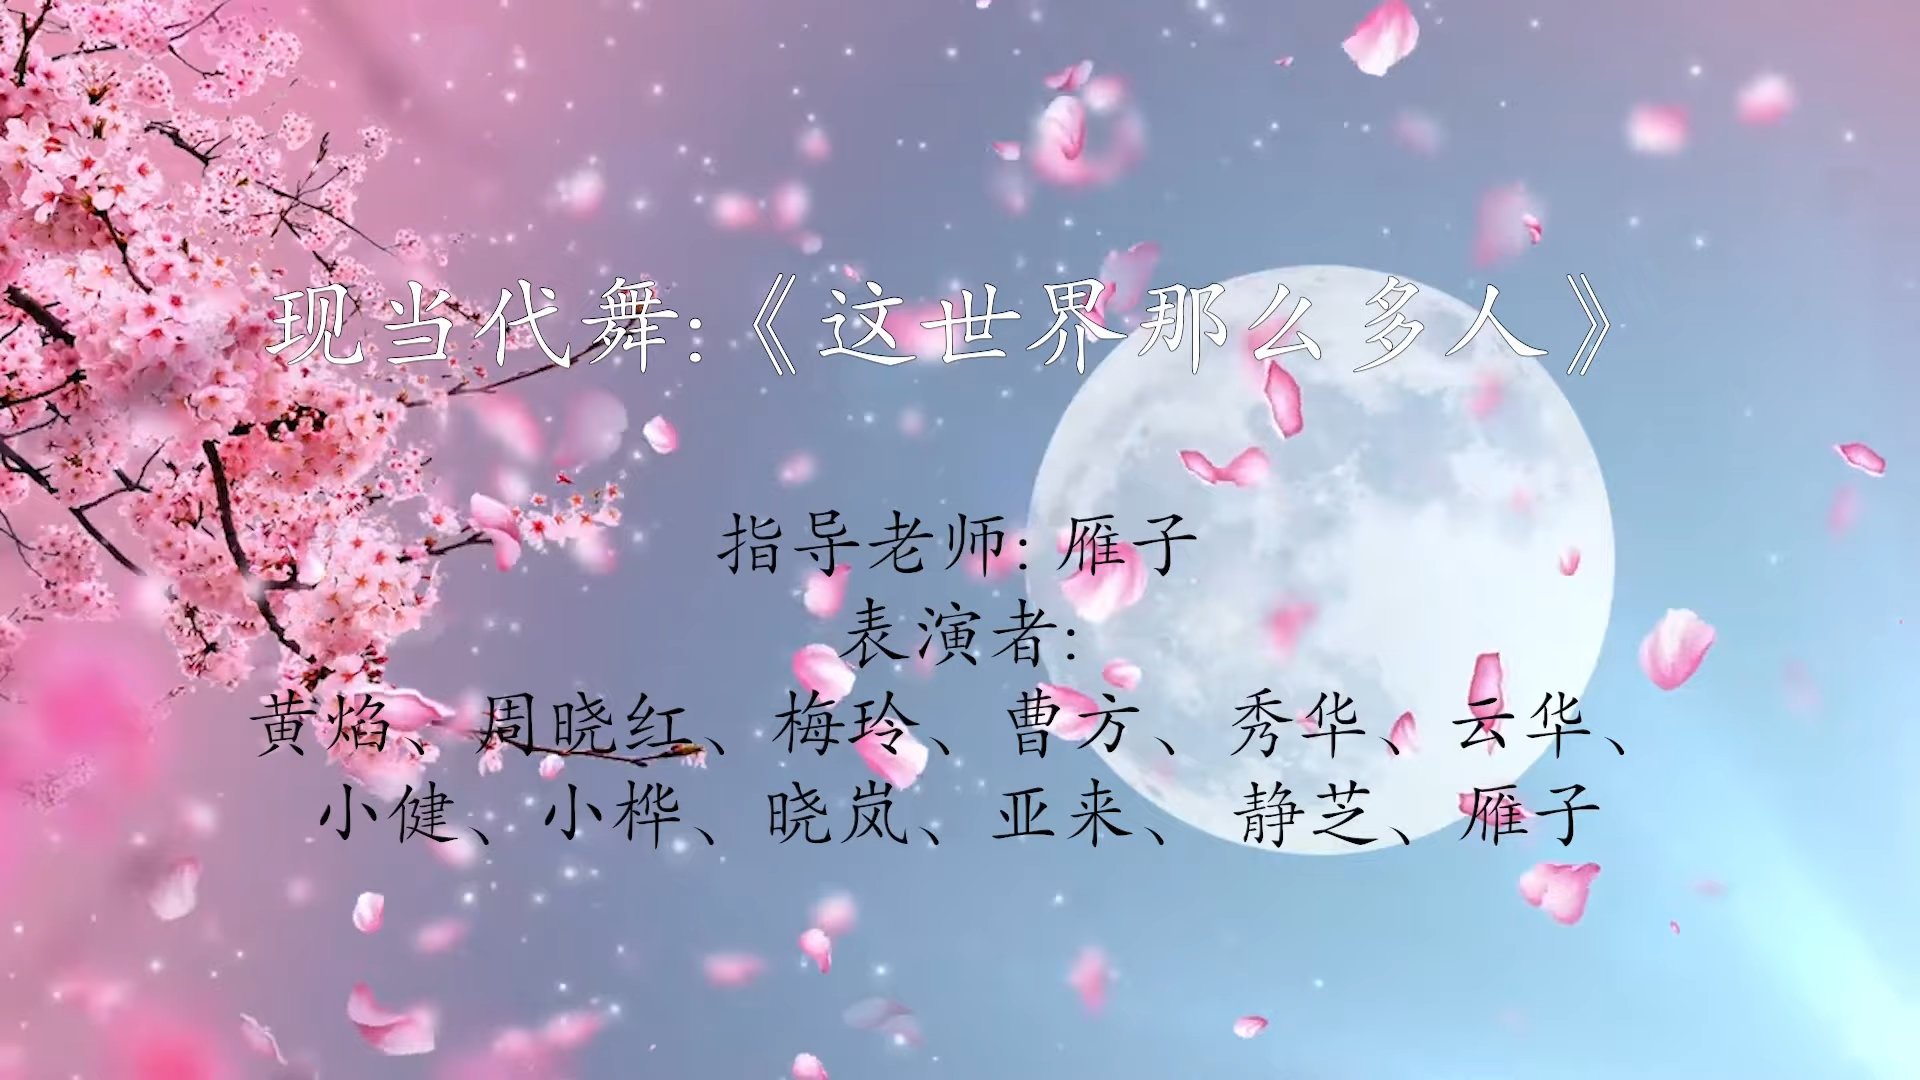 现当代舞:《这世界那么多人》
指导老师: 雁子
表演者:
黄焰、周晓红、梅玲、曹方、秀华、云华、
小健、小桦、晓岚、亚来、静芝、雁子